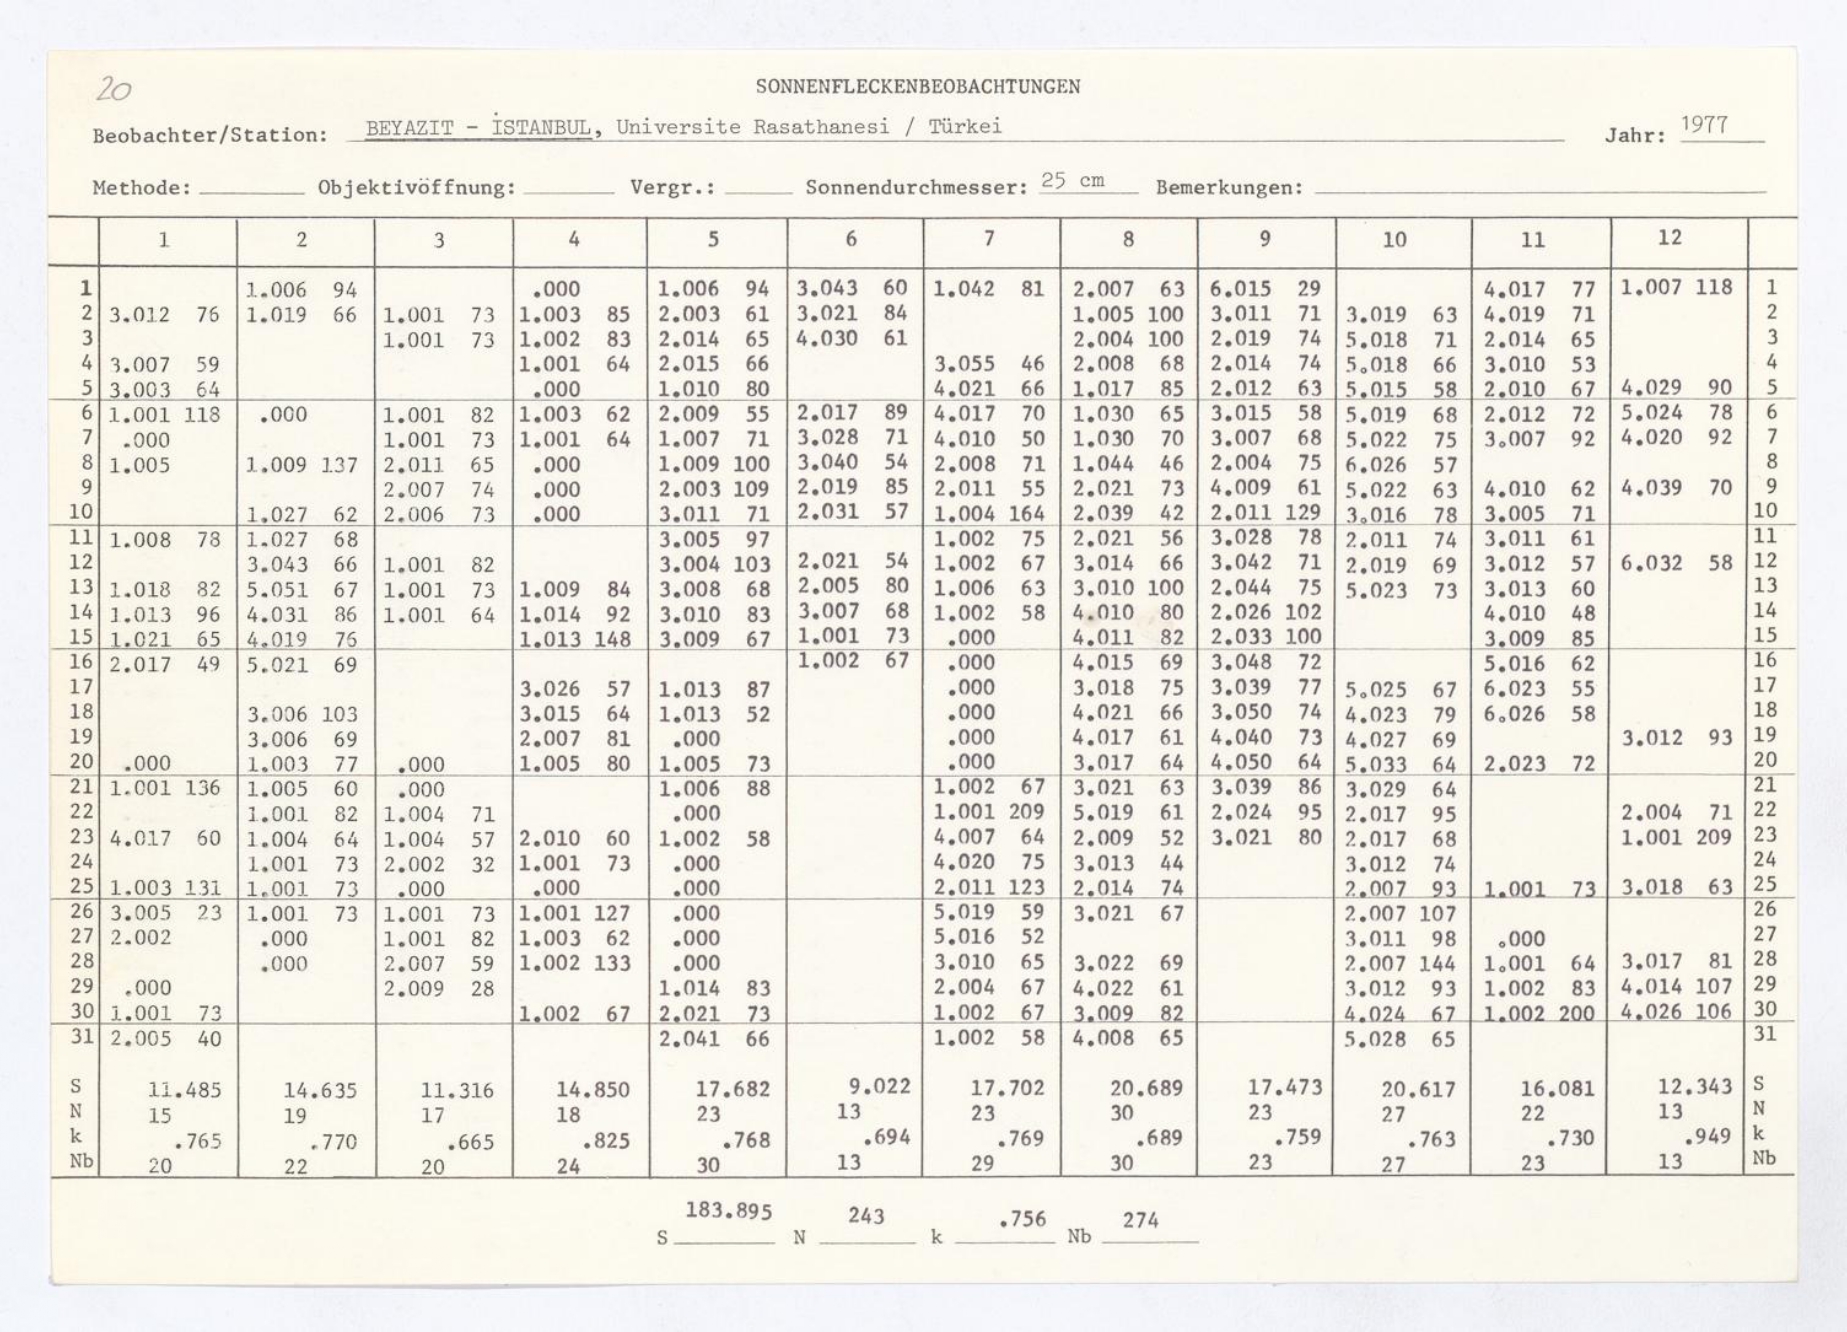 20
SONNENFLECKENBEOBACHTUNGEN
Beobachter/Station: BEYAZIT - İSTANBUL, Universite Rasathanesi / Türkei Jahr: 1977
Methode: Objektivöffnung: Vergr.: Sonnendurchmesser: 25 cm Bemerkungen:
1 2 3 4 5 6 7 8 9 10 11 12
1 1.006 94 .000 1.006 94 3.043 60 1.042 81 2.007 63 6.015 29 4.017 77 1.007 118 1
2 3.012 76 1.019 66 1.001 73 1.003 85 2.003 61 3.021 84 1.005 100 3.011 71 3.019 63 4.019 71 2
3 1.001 73 1.002 83 2.014 65 4.030 61 2.004 100 2.019 74 5.018 71 2.014 65 3
4 3.007 59 1.001 64 2.015 66 3.055 46 2.008 68 2.014 74 5.018 66 3.010 53 4
5 3.003 64 .000 1.010 80 4.021 66 1.017 85 2.012 63 5.015 58 2.010 67 4.029 90 5
6 1.001 118 .000 1.001 82 1.003 62 2.009 55 2.017 89 4.017 70 1.030 65 3.015 58 5.019 68 2.012 72 5.024 78 6
7 .000 1.001 73 1.001 64 1.007 71 3.028 71 4.010 50 1.030 70 3.007 68 5.022 75 3.007 92 4.020 92 7
8 1.005 1.009 137 2.011 65 .000 1.009 100 3.040 54 2.008 71 1.044 46 2.004 75 6.026 57 8
9 2.007 74 .000 2.003 109 2.019 85 2.011 55 2.021 73 4.009 61 5.022 63 4.010 62 4.039 70 9
10 1.027 62 2.006 73 .000 3.011 71 2.031 57 1.004 164 2.039 42 2.011 129 3.016 78 3.005 71 10
11 1.008 78 1.027 68 3.005 97 1.002 75 2.021 56 3.028 78 2.011 74 3.011 61 11
12 3.043 66 1.001 82 3.004 103 2.021 54 1.002 67 3.014 66 3.042 71 2.019 69 3.012 57 6.032 58 12
13 1.018 82 5.051 67 1.001 73 1.009 84 3.008 68 2.005 80 1.006 63 3.010 100 2.044 75 5.023 73 3.013 60 13
14 1.013 96 4.031 86 1.001 64 1.014 92 3.010 83 3.007 68 1.002 58 4.010 80 2.026 102 4.010 48 14
15 1.021 65 4.019 76 1.013 148 3.009 67 1.001 73 .000 4.011 82 2.033 100 3.009 85 15
16 2.017 49 5.021 69 1.002 67 .000 4.015 69 3.048 72 5.016 62 16
17 3.026 57 1.013 87 .000 3.018 75 3.039 77 5.025 67 6.023 55 17
18 3.006 103 3.015 64 1.013 52 .000 4.021 66 3.050 74 4.023 79 6.026 58 18
19 3.006 69 2.007 81 .000 .000 4.017 61 4.040 73 4.027 69 3.012 93 19
20 .000 1.003 77 .000 1.005 80 1.005 73 .000 3.017 64 4.050 64 5.033 64 2.023 72 20
21 1.001 136 1.005 60 .000 1.006 88 1.002 67 3.021 63 3.039 86 3.029 64 21
22 1.001 82 1.004 71 .000 1.001 209 5.019 61 2.024 95 2.017 95 2.004 71 22
23 4.017 60 1.004 64 1.004 57 2.010 60 1.002 58 4.007 64 2.009 52 3.021 80 2.017 68 1.001 209 23
24 1.001 73 2.002 32 1.001 73 .000 4.020 75 3.013 44 3.012 74 24
25 1.003 131 1.001 73 .000 .000 .000 2.011 123 2.014 74 2.007 93 1.001 73 3.018 63 25
26 3.005 23 1.001 73 1.001 73 1.001 127 .000 5.019 59 3.021 67 2.007 107 26
27 2.002 .000 1.001 82 1.003 62 .000 5.016 52 3.011 98 .000 27
28 .000 2.007 59 1.002 133 .000 3.010 65 3.022 69 2.007 144 1.001 64 3.017 81 28
29 .000 2.009 28 1.014 83 2.004 67 4.022 61 3.012 93 1.002 83 4.014 107 29
30 1.001 73 1.002 67 2.021 73 1.002 67 3.009 82 4.024 67 1.002 200 4.026 106 30
31 2.005 40 2.041 66 1.002 58 4.008 65 5.028 65 31
S 11.485 14.635 11.316 14.850 17.682 9.022 17.702 20.689 17.473 20.617 16.081 12.343 S
N 15 19 17 18 23 13 23 30 23 27 22 13 N
k .765 .770 .665 .825 .768 .694 .769 .689 .759 .763 .730 .949 k
Nb 20 22 20 24 30 13 29 30 23 27 23 13 Nb
S 183.895 N 243 k .756 Nb 274